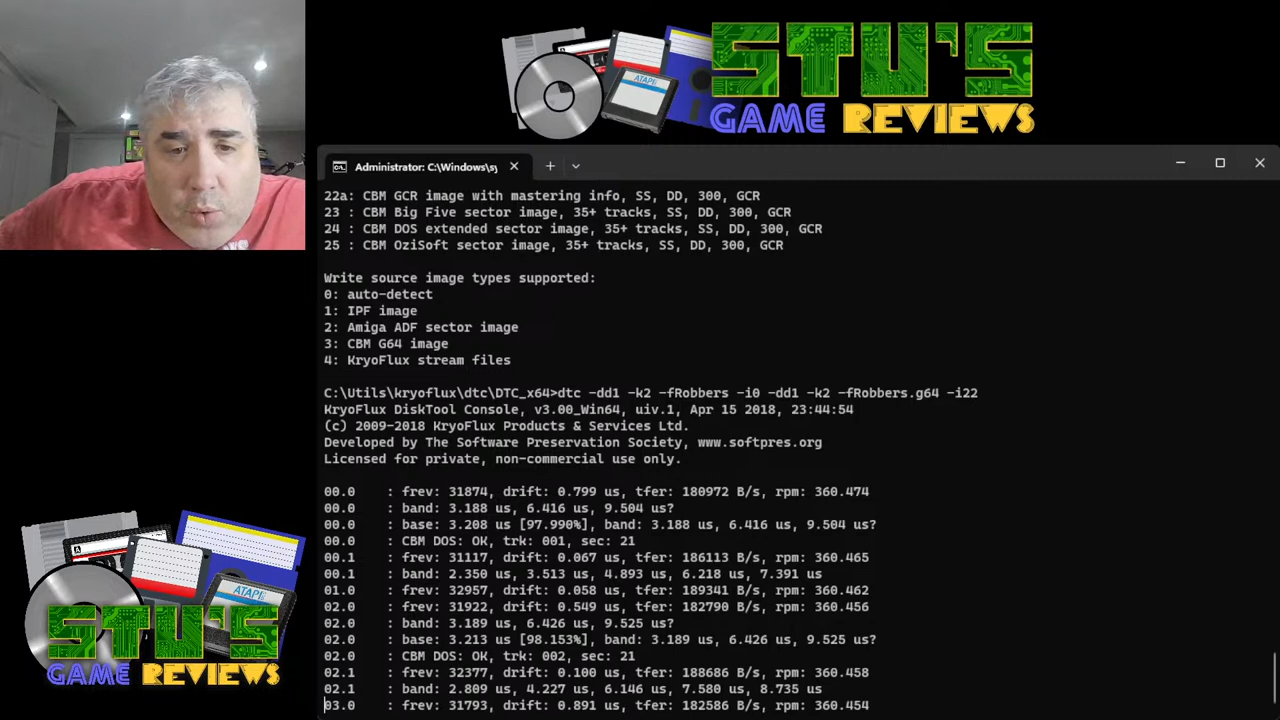 STU'S
GAME REVIEWS
ATAPI
Administrator: C:\Windows\sy
22a: CBM GCR image with mastering info, SS, DD, 300, GCR
23 : CBM Big Five sector image, 35+ tracks, SS, DD, 300, GCR
24 : CBM DOS extended sector image, 35+ tracks, SS, DD, 300, GCR
25 : CBM OziSoft sector image, 35+ tracks, SS, DD, 300, GCR
Write source image types supported:
0: auto-detect
1: IPF image
2: Amiga ADF sector image
3: CBM G64 image
4: KryoFlux stream files
C:\Utils\kryoflux\dtc\DTC_x64>dtc -dd1 -k2 -fRobbers -i0 -dd1 -k2 -fRobbers.g64 -i22
KryoFlux DiskTool Console, v3.00_Win64, uiv.1, Apr 15 2018, 23:44:54
(c) 2009-2018 KryoFlux Products & Services Ltd.
Developed by The Software Preservation Society, www.softpres.org
Licensed for private, non-commercial use only.
00.0    : frev: 31874, drift: 0.799 us, tfer: 180972 B/s, rpm: 360.474
00.0    : band: 3.188 us, 6.416 us, 9.504 us?
00.0    : base: 3.208 us [97.990%], band: 3.188 us, 6.416 us, 9.504 us?
00.0    : CBM DOS: OK, trk: 001, sec: 21
00.1    : frev: 31117, drift: 0.067 us, tfer: 186113 B/s, rpm: 360.465
00.1    : band: 2.350 us, 3.513 us, 4.893 us, 6.218 us, 7.391 us
01.0    : frev: 32957, drift: 0.058 us, tfer: 189341 B/s, rpm: 360.462
02.0    : frev: 31922, drift: 0.549 us, tfer: 182790 B/s, rpm: 360.456
02.0    : band: 3.189 us, 6.426 us, 9.525 us?
02.0    : base: 3.213 us [98.153%], band: 3.189 us, 6.426 us, 9.525 us?
02.0    : CBM DOS: OK, trk: 002, sec: 21
02.1    : frev: 32377, drift: 0.100 us, tfer: 188686 B/s, rpm: 360.458
02.1    : band: 2.809 us, 4.227 us, 6.146 us, 7.580 us, 8.735 us
03.0    : frev: 31793, drift: 0.891 us, tfer: 182586 B/s, rpm: 360.454
ATAPI
STU'S
GAME REVIEWS